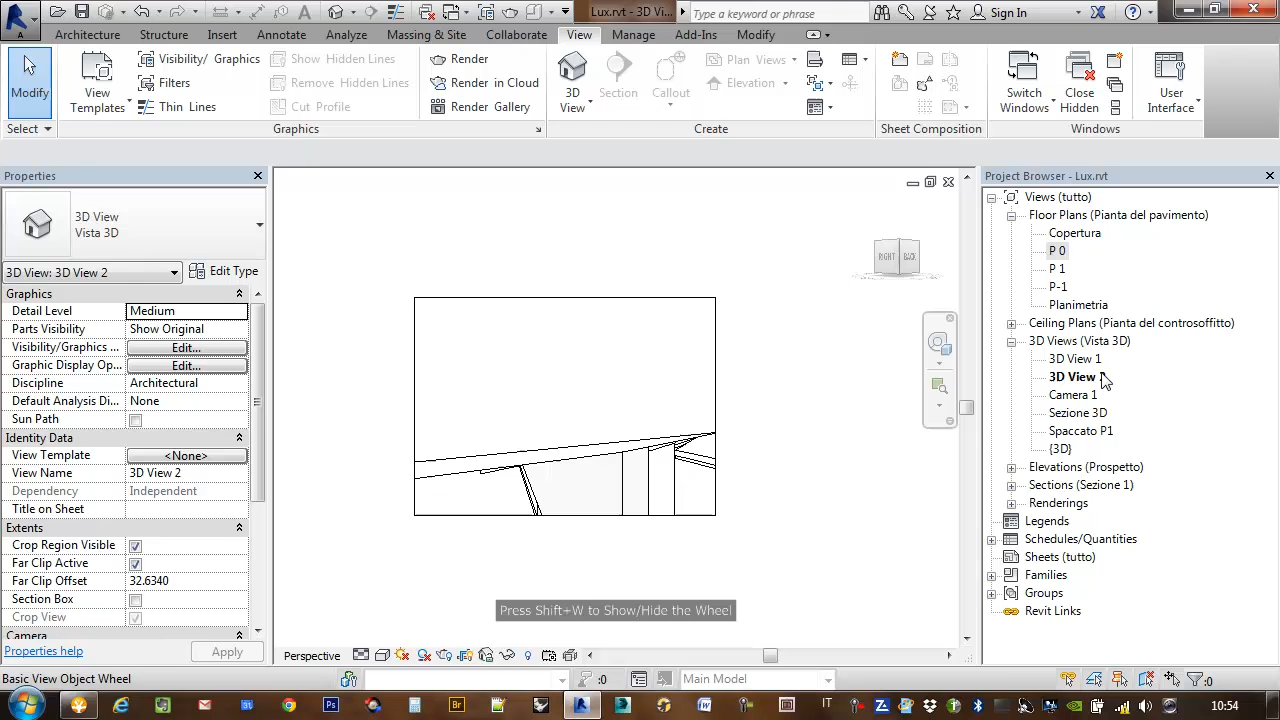 Lux.rvt - 3D Vi...
Type a keyword or phrase
Sign In
A
Architecture
Structure
Insert
Annotate
Analyze
Massing & Site
Collaborate
View
Manage
Add-Ins
Modify
Modify
View
Templates
Visibility/ Graphics
Filters
Thin Lines
Show Hidden Lines
Remove Hidden Lines
Cut Profile
Render
Render in Cloud
Render Gallery
3D
View
Section
Callout
Plan Views
Elevation
Switch
Windows
Close
Hidden
User
Interface
Select
Graphics
Create
Sheet Composition
Windows
Properties
3D View
Vista 3D
3D View: 3D View 2
Edit Type
Graphics
Detail Level
Medium
Parts Visibility
Show Original
Visibility/Graphics ...
Edit...
Graphic Display Op...
Edit...
Discipline
Architectural
Default Analysis Di...
None
Sun Path
Identity Data
View Template
<None>
View Name
3D View 2
Dependency
Independent
Title on Sheet
Extents
Crop Region Visible
Far Clip Active
Far Clip Offset
32.6340
Section Box
Crop View
Camera
Properties help
Apply
RIGHT
BACK
Press Shift+W to Show/Hide the Wheel
Perspective
Project Browser - Lux.rvt
Views (tutto)
Floor Plans (Pianta del pavimento)
Copertura
P 0
P 1
P-1
Planimetria
Ceiling Plans (Pianta del controsoffitto)
3D Views (Vista 3D)
3D View 1
3D View
Camera 1
Sezione 3D
Spaccato P1
{3D}
Elevations (Prospetto)
Sections (Sezione 1)
Renderings
Legends
Schedules/Quantities
Sheets (tutto)
Families
Groups
Revit Links
Basic View Object Wheel
:0
Main Model
:0
Ps
Br
IT
10:54